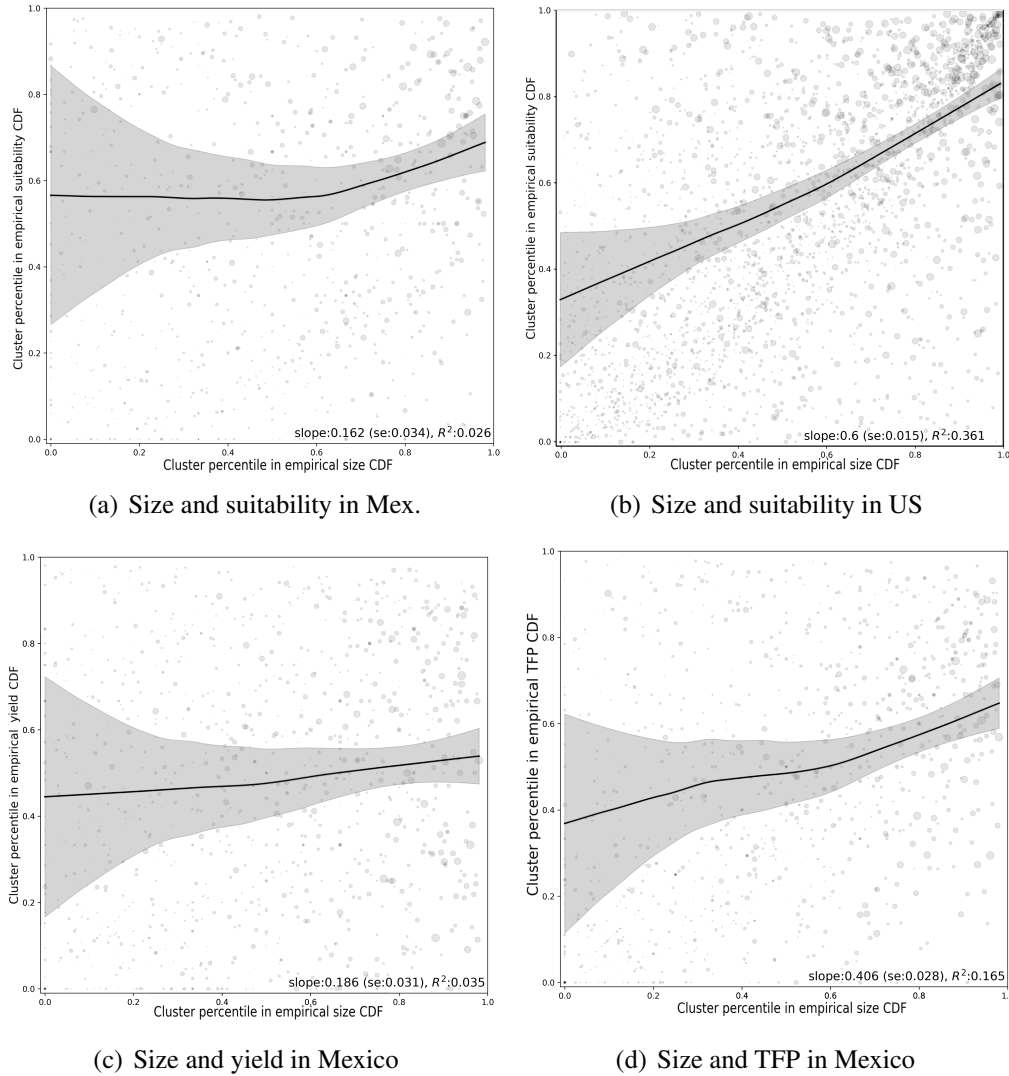 1.0
0.8
0.6
0.4
0.2
0.0
Cluster percentile in empirical suitability CDF
slope:0.162 (se:0.034), R²:0.026
0.0 0.2 0.4 0.6 0.8 1.0
Cluster percentile in empirical size CDF
(a) Size and suitability in Mex.
1.0
0.8
0.6
0.4
0.2
0.0
Cluster percentile in empirical suitability CDF
slope:0.6 (se:0.015), R²:0.361
0.0 0.2 0.4 0.6 0.8 1.0
Cluster percentile in empirical size CDF
(b) Size and suitability in US
1.0
0.8
0.6
0.4
0.2
0.0
Cluster percentile in empirical yield CDF
slope:0.186 (se:0.031), R²:0.035
0.0 0.2 0.4 0.6 0.8 1.0
Cluster percentile in empirical size CDF
(c) Size and yield in Mexico
1.0
0.8
0.6
0.4
0.2
0.0
Cluster percentile in empirical TFP CDF
slope:0.406 (se:0.028), R²:0.165
0.0 0.2 0.4 0.6 0.8 1.0
Cluster percentile in empirical size CDF
(d) Size and TFP in Mexico